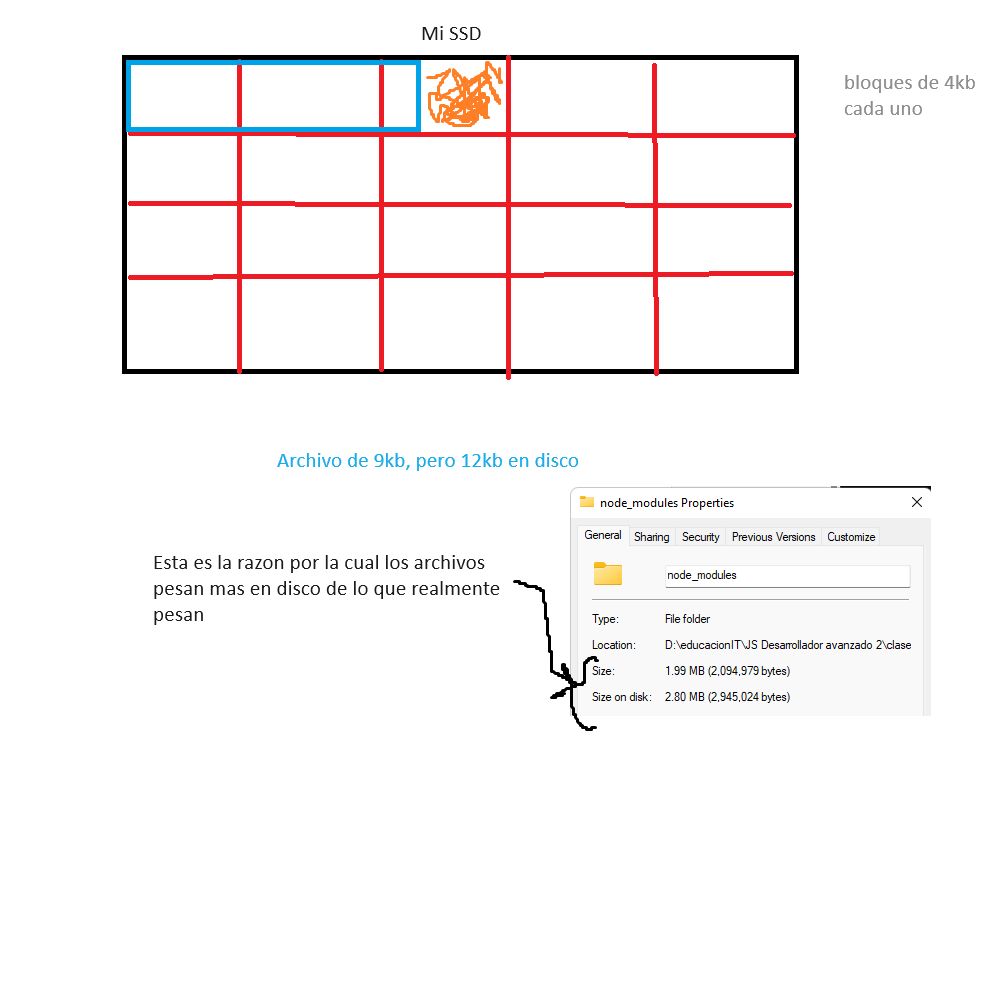 Mi SSD
bloques de 4kb
cada uno
Archivo de 9kb, pero 12kb en disco
Esta es la razon por la cual los archivos
pesan mas en disco de lo que realmente
pesan
node_modules Properties
General Sharing Security Previous Versions Customize
node_modules
Type: File folder
Location: D:\educacionIT\JS Desarrollador avanzado 2\clase
Size: 1.99 MB (2,094,979 bytes)
Size on disk: 2.80 MB (2,945,024 bytes)